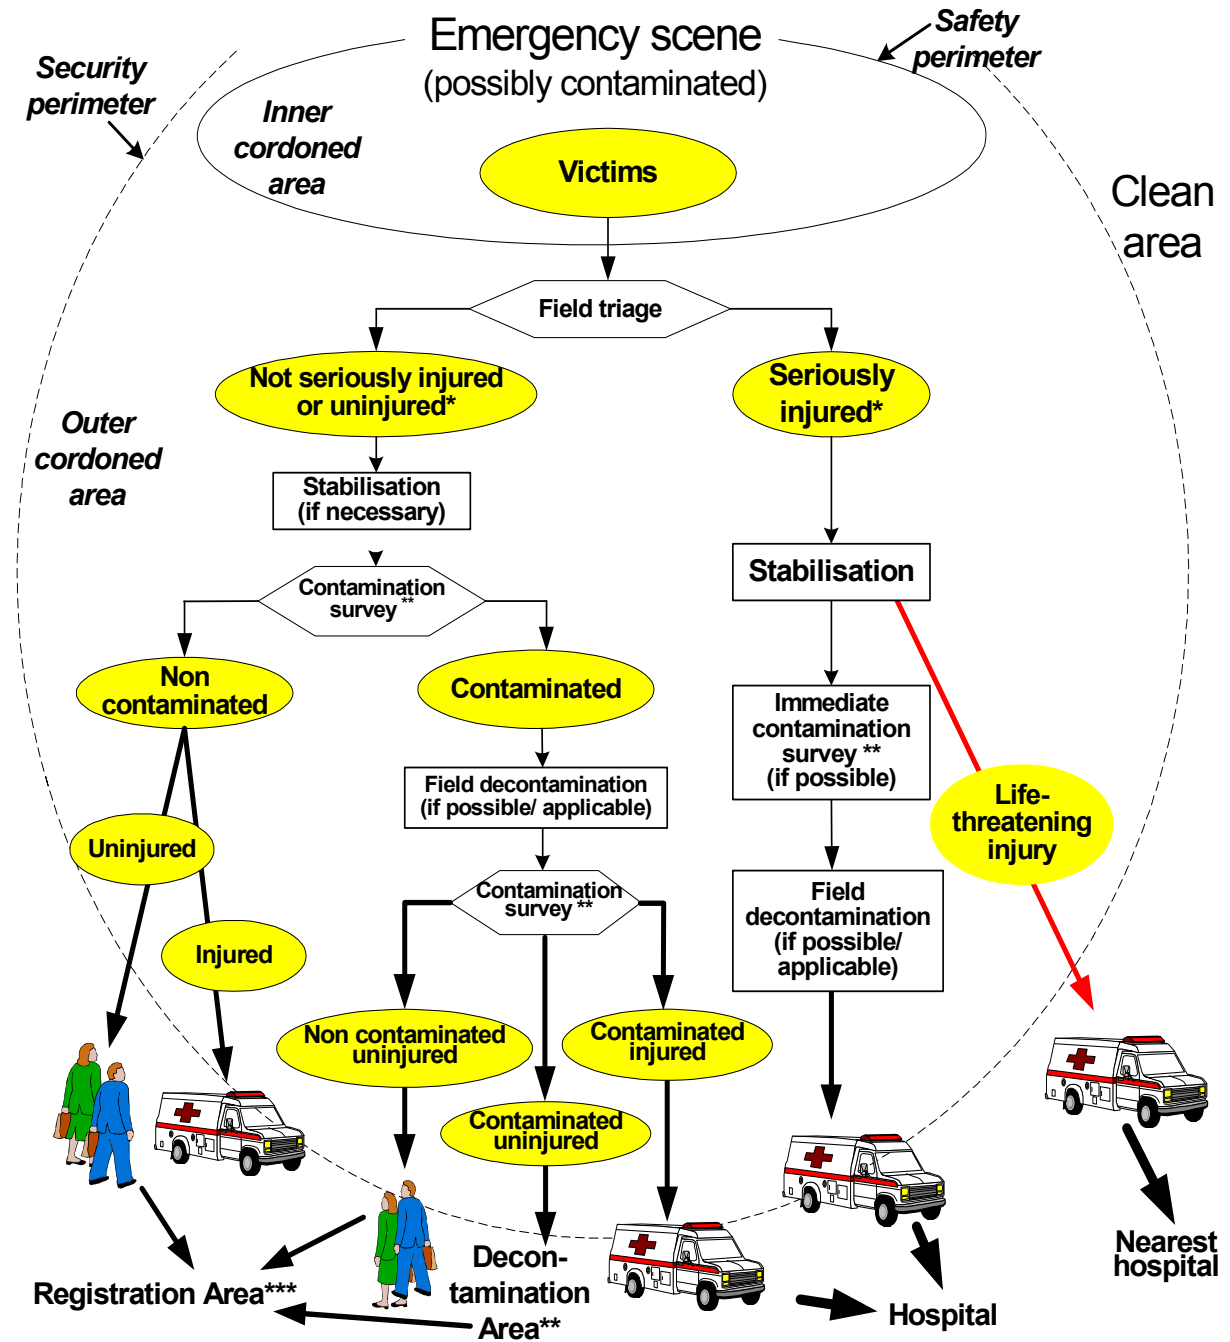 Emergency scene
(possibly contaminated)
Safety
perimeter
Security
perimeter
Inner
cordoned
area
Victims
Clean
area
Field triage
Not seriously injured
or uninjured*
Seriously
injured*
Outer
cordoned
area
Stabilisation
(if necessary)
Stabilisation
Contamination
survey **
Non
contaminated
Contaminated
Immediate
contamination
survey **
(if possible)
Field decontamination
(if possible/ applicable)
Life-
threatening
injury
Uninjured
Contamination
survey **
Field
decontamination
(if possible/
applicable)
Injured
Non contaminated
uninjured
Contaminated
injured
Contaminated
uninjured
Registration Area***
Decon-
tamination
Area**
Hospital
Nearest
hospital